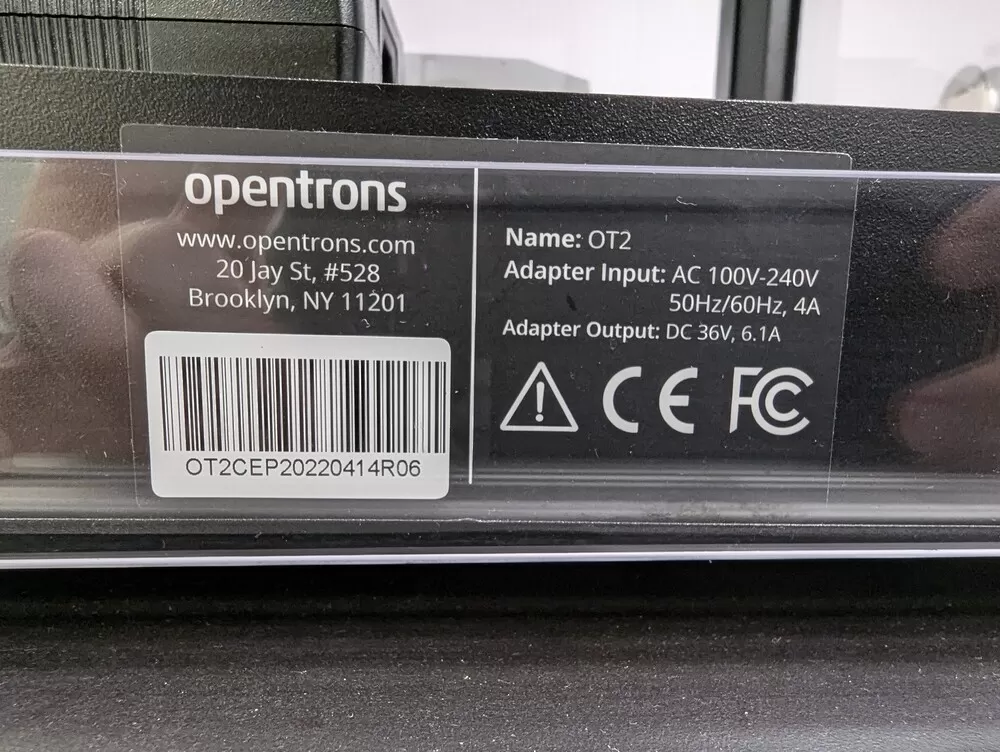 opentrons
www.opentrons.com
20 Jay St, #528
Brooklyn, NY 11201
OT2CEP20220414R06
Name: OT2
Adapter Input: AC 100V-240V
50Hz/60Hz, 4A
Adapter Output: DC 36V, 6.1A
CE FC